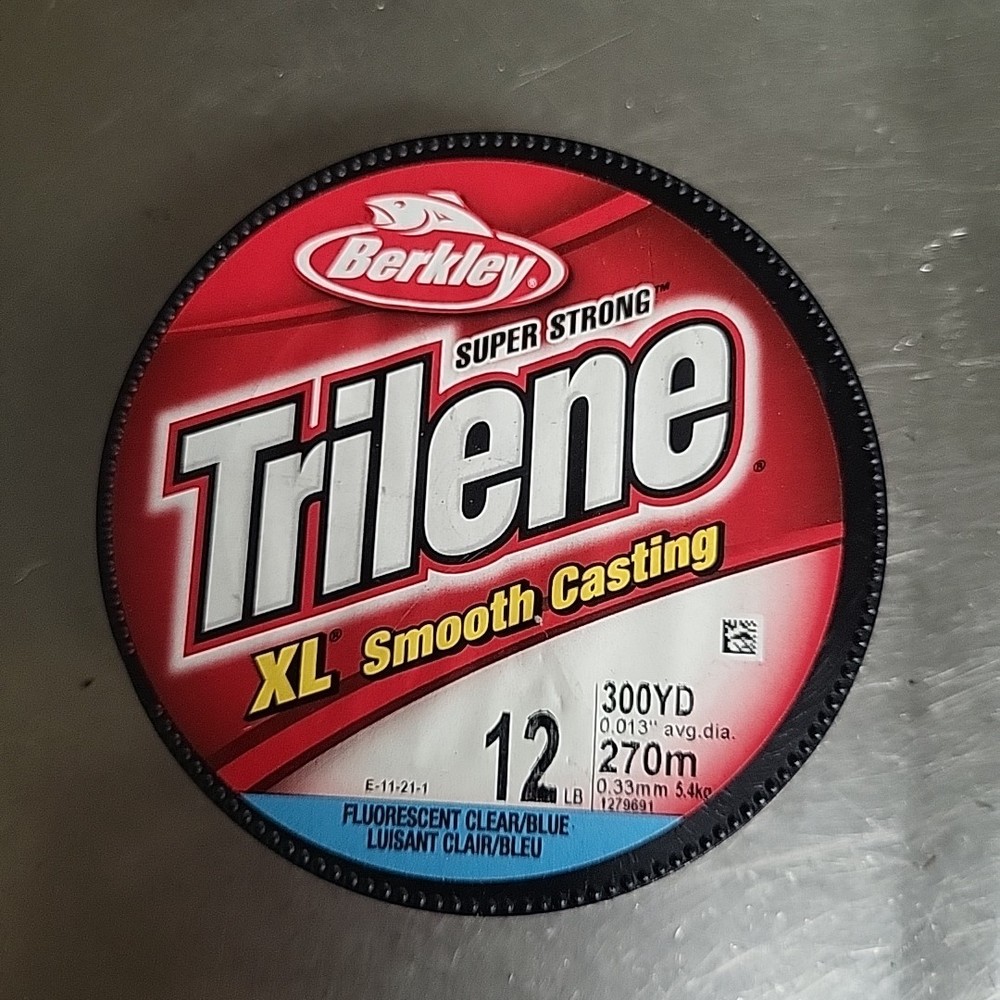 Berkley®
SUPER STRONG™
Trilene®
XL® Smooth Casting
12 LB
300YD
0.013" avg.dia.
270m
0.33mm 5.4kg
1279691
E-11-21-1
FLUORESCENT CLEAR/BLUE
LUISANT CLAIR/BLEU